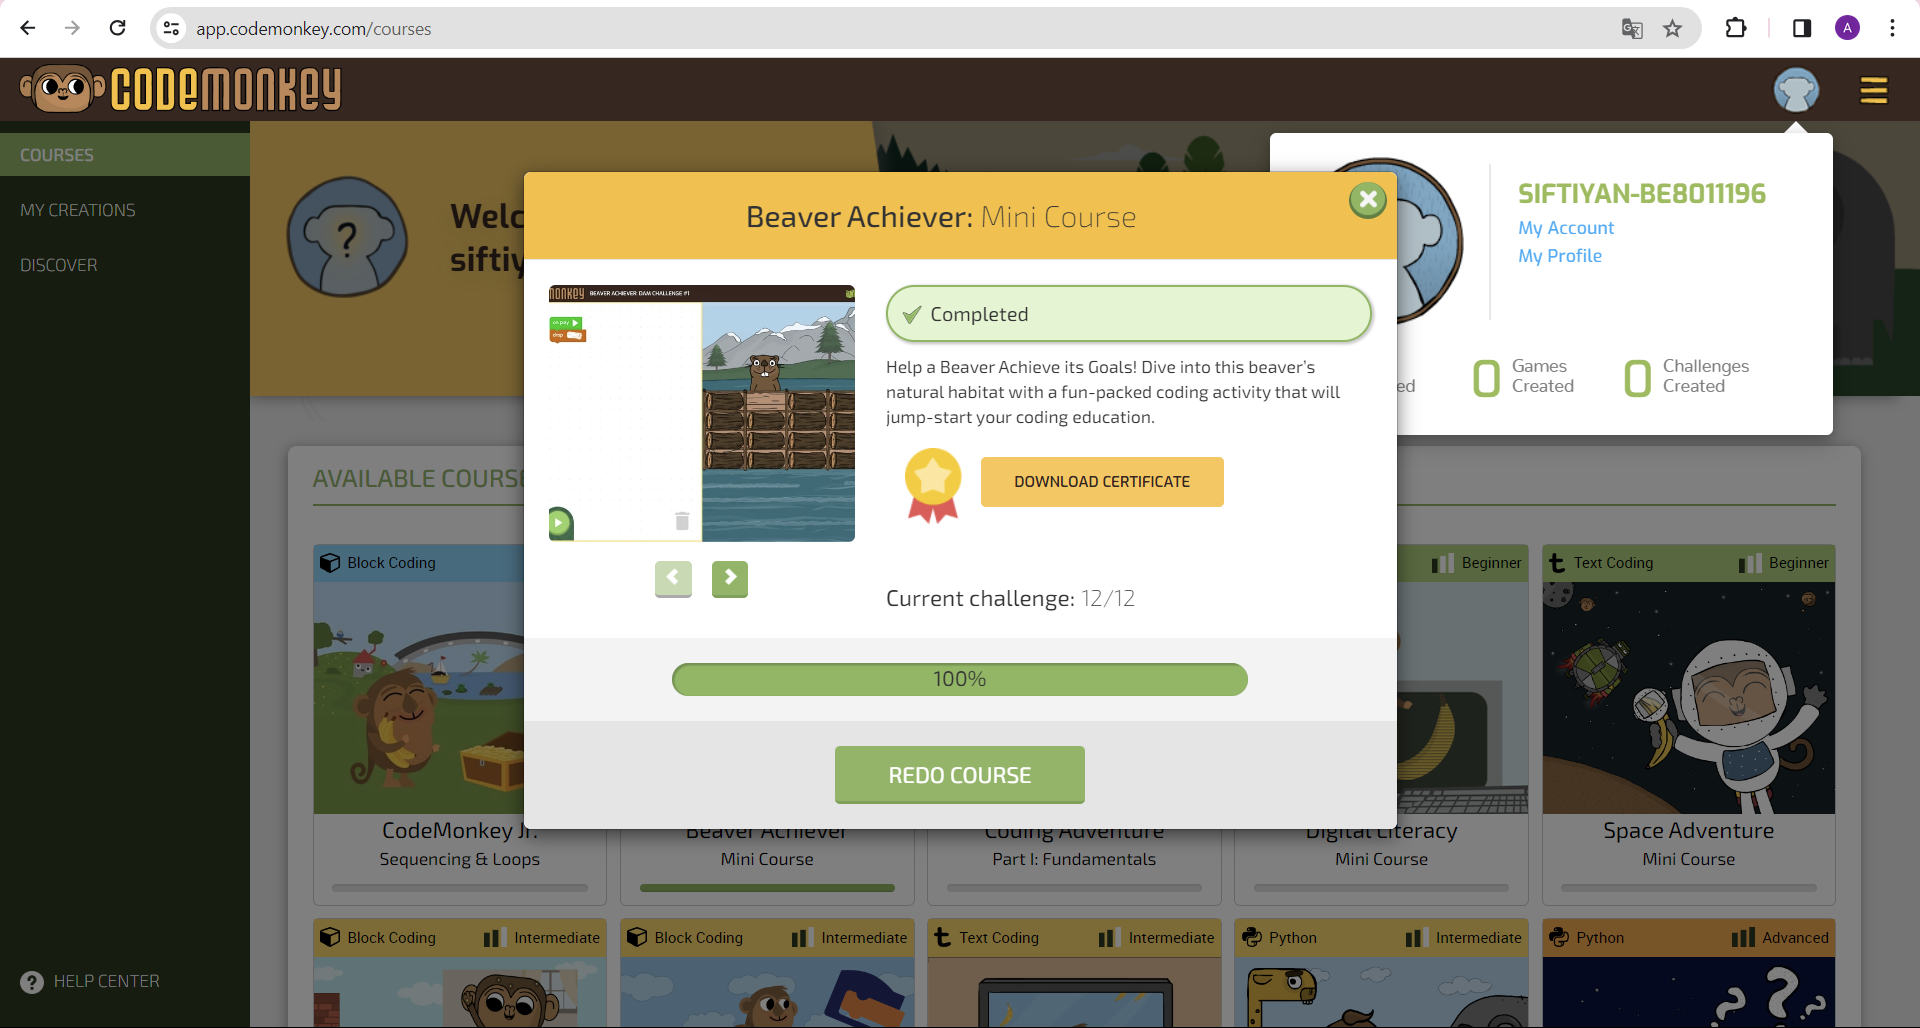 app.codemonkey.com/courses
A
CODEMONKEY
COURSES
MY CREATIONS
DISCOVER
HELP CENTER
?
Welc
siftiy
SIFTIYAN-BE8011196
My Account
My Profile
ed
0 Games Created
0 Challenges Created
Beaver Achiever: Mini Course
monkey BEAVER ACHIEVER: DAM CHALLENGE #1
on play
drop
Completed
Help a Beaver Achieve its Goals! Dive into this beaver's
natural habitat with a fun-packed coding activity that will
jump-start your coding education.
DOWNLOAD CERTIFICATE
Current challenge: 12/12
100%
REDO COURSE
AVAILABLE COURSE
Block Coding
Beginner
Text Coding Beginner
CodeMonkey Jr.
Sequencing & Loops
Beaver Achiever
Mini Course
Coding Adventure
Part I: Fundamentals
Digital Literacy
Mini Course
Space Adventure
Mini Course
Block Coding Intermediate
Block Coding Intermediate
Text Coding Intermediate
Python Intermediate
Python Advanced